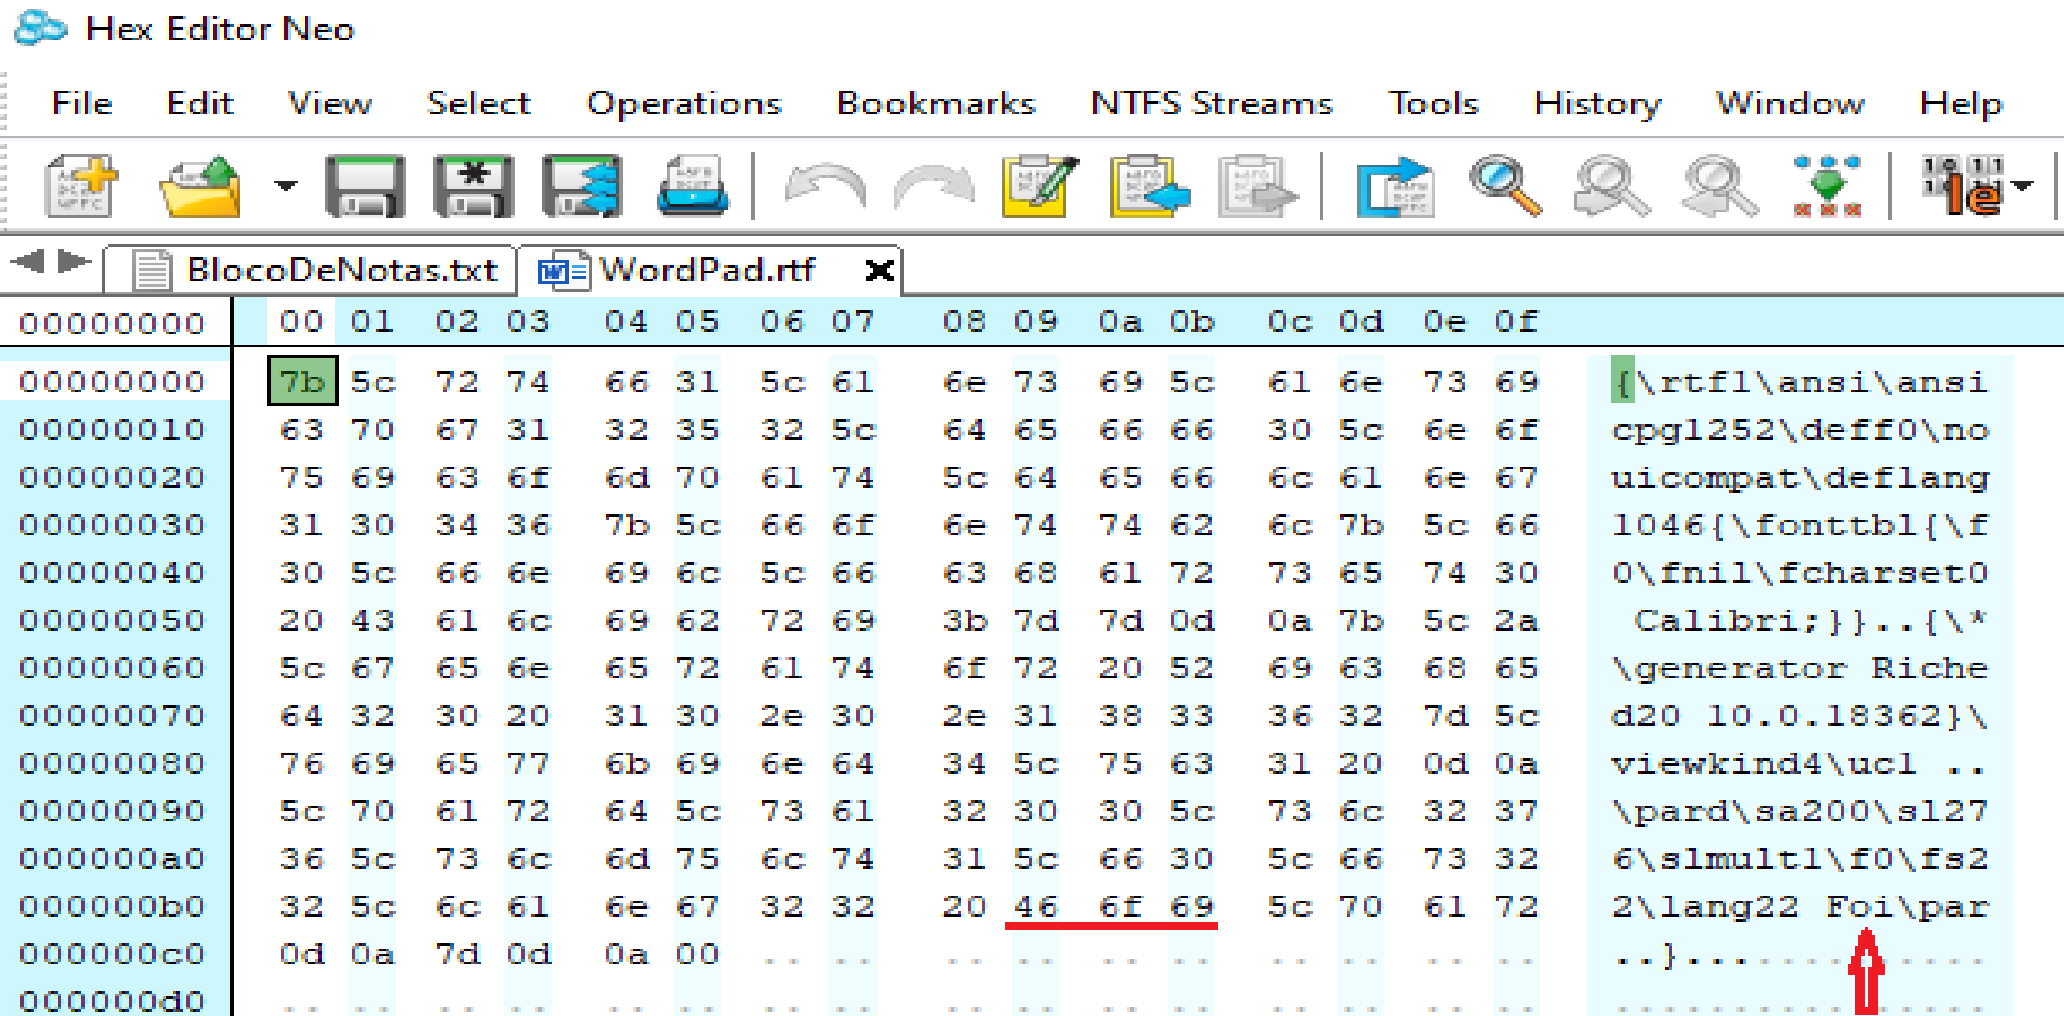 Hex Editor Neo
File Edit View Select Operations Bookmarks NTFS Streams Tools History Window Help
BlocoDeNotas.txt WordPad.rtf
00000000 00 01 02 03 04 05 06 07 08 09 0a 0b 0c 0d 0e 0f
00000000 7b 5c 72 74 66 31 5c 61 6e 73 69 5c 61 6e 73 69 {\rtf1\ansi\ansi
00000010 63 70 67 31 32 35 32 5c 64 65 66 66 30 5c 6e 6f cpg1252\deff0\no
00000020 75 69 63 6f 6d 70 61 74 5c 64 65 66 6c 61 6e 67 uicompat\deflang
00000030 31 30 34 36 7b 5c 66 6f 6e 74 74 62 6c 7b 5c 66 1046{\fonttbl{\f
00000040 30 5c 66 6e 69 6c 5c 66 63 68 61 72 73 65 74 30 0\fnil\fcharset0
00000050 20 43 61 6c 69 62 72 69 3b 7d 7d 0d 0a 7b 5c 2a Calibri;}}..{\*
00000060 5c 67 65 6e 65 72 61 74 6f 72 20 52 69 63 68 65 \generator Riche
00000070 64 32 30 20 31 30 2e 30 2e 31 38 33 36 32 7d 5c d20 10.0.18362}\
00000080 76 69 65 77 6b 69 6e 64 34 5c 75 63 31 20 0d 0a viewkind4\uc1 ..
00000090 5c 70 61 72 64 5c 73 61 32 30 30 5c 73 6c 32 37 \pard\sa200\sl27
000000a0 36 5c 73 6c 6d 75 6c 74 31 5c 66 30 5c 66 73 32 6\slmult1\f0\fs2
000000b0 32 5c 6c 61 6e 67 32 32 20 46 6f 69 5c 70 61 72 2\lang22 Foi\par
000000c0 0d 0a 7d 0d 0a 00 .. .. .. .. .. .. .. .. .. .. ..}.............
000000d0 .. .. .. .. .. .. .. .. .. .. .. .. .. .. .. .. ................